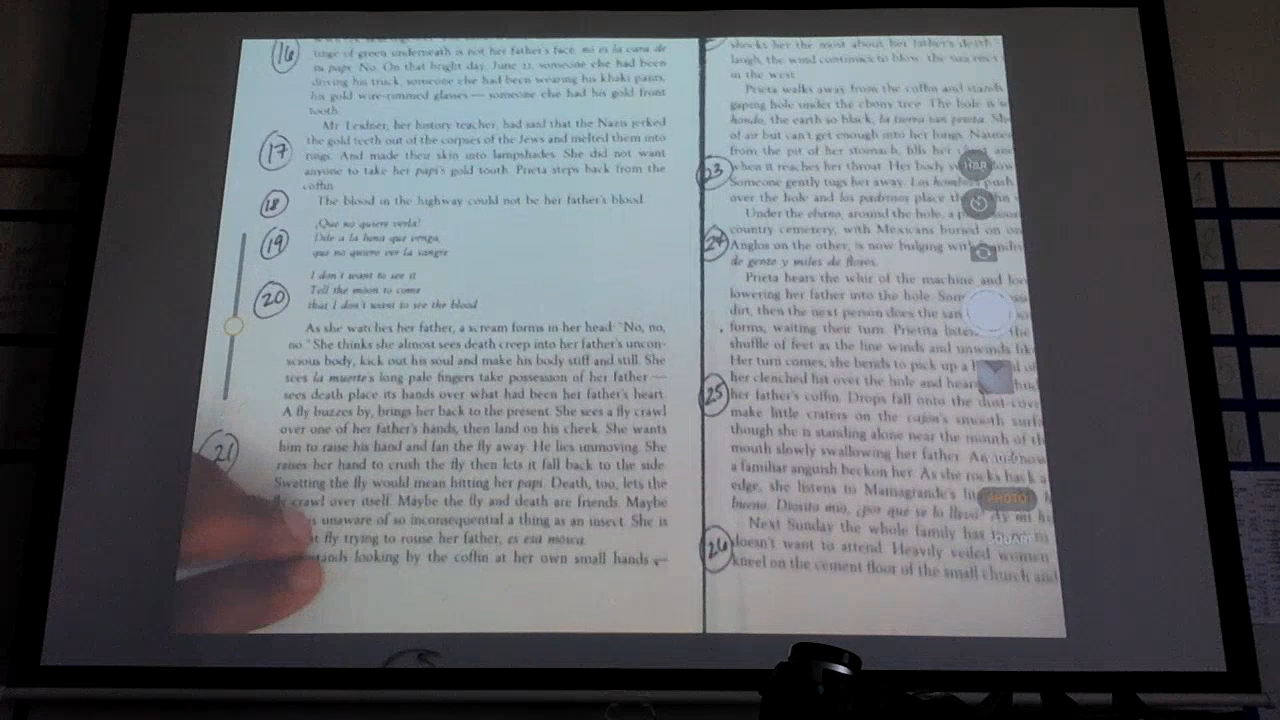 16
tinge of green underneath is not her father's face, no es la cara de
su papi. No. On that bright day, June 22, someone else had been
driving his truck, someone else had been wearing his khaki pants,
his gold wire-rimmed glasses — someone else had his gold front
tooth.
17
Mr. Leidner, her history teacher, had said that the Nazis jerked
the gold teeth out of the corpses of the Jews and melted them into
rings. And made their skin into lampshades. She did not want
anyone to take her papi's gold tooth. Prieta steps back from the
coffin.
18
The blood in the highway could not be her father's blood.
19
¡Que no quiero verla!
Dile a la luna que venga,
que no quiero ver la sangre
20
I don't want to see it
Tell the moon to come
that I don't want to see the blood
As she watches her father, a scream forms in her head: "No, no,
no." She thinks she almost sees death creep into her father's uncon-
scious body, kick out his soul and make his body stiff and still. She
sees la muerte's long pale fingers take possession of her father —
sees death place its hands over what had been her father's heart.
A fly buzzes by, brings her back to the present. She sees a fly crawl
over one of her father's hands, then land on his cheek. She wants
him to raise his hand and fan the fly away. He lies unmoving. She
21
raises her hand to crush the fly then lets it fall back to the side.
Swatting the fly would mean hitting her papi. Death, too, lets the
crawl over itself. Maybe the fly and death are friends. Maybe
is unaware of so inconsequential a thing as an insect. She is
fly trying to rouse her father, es esa mosca.
looking by the coffin at her own small hands —
shocks her the most about her father's death
laugh, the wind continues to blow, the sun rises
in the west.
Prieta walks away from the coffin and stands
gaping hole under the ebony tree. The hole is
hondo, the earth so black, la tierra tan prieta. She
of air but can't get enough into her lungs. Nausea
from the pit of her stomach, fills her
23
when it reaches her throat. Her body
Someone gently tugs her away. Los hombres push
over the hole and los padrinos place the
Under the ebano, around the hole, a
24
country cemetery, with Mexicans buried on
Anglos on the other, is now bulging with
de gente y miles de flores.
Prieta hears the whir of the machine and
lowering her father into the hole.
dirt, then the next person does the
forms, waiting their turn. Prietita listens the
shuffle of feet as the line winds and unwinds like
Her turn comes, she bends to pick up a of
25
her clenched fist over the hole and hears
her father's coffin. Drops fall onto the dust
make little craters on the cajón's smooth
though she is standing alone near the mouth of
mouth slowly swallowing her father. An
a familiar anguish beckon her. As she rocks back
edge, she listens to Mamagrande's
bueno. Diosito mío, ¿por que se lo llevó? Ay mi
26
Next Sunday the whole family has
doesn't want to attend. Heavily veiled women
kneel on the cement floor of the small church and
HDR
PHOTO
SQUARE